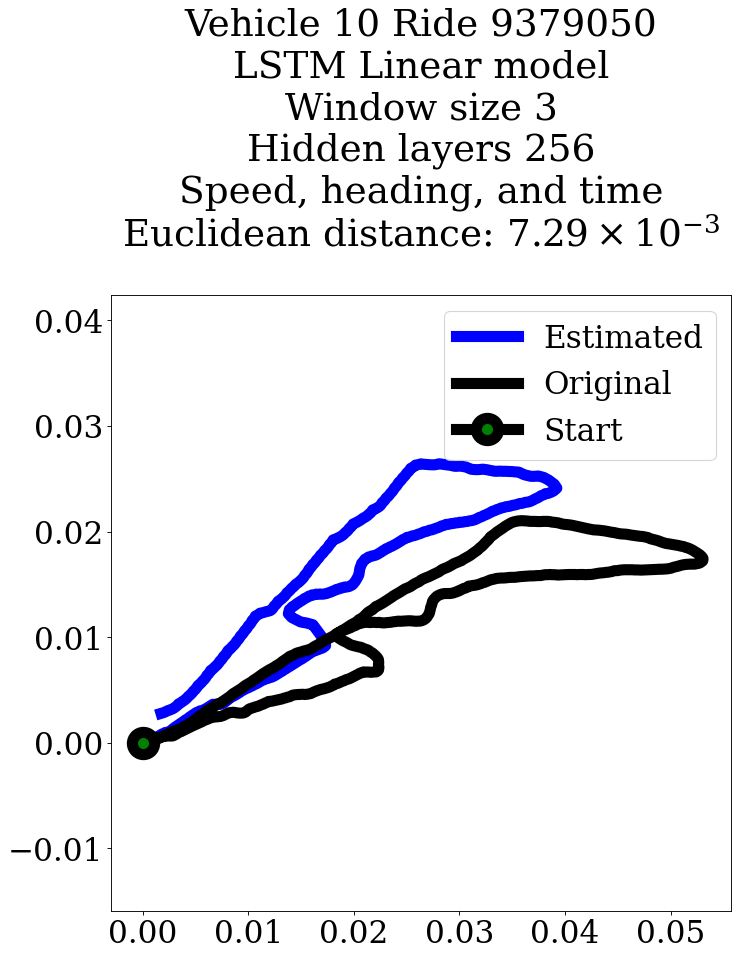 Vehicle 10 Ride 9379050
LSTM Linear model
Window size 3
Hidden layers 256
Speed, heading, and time
Euclidean distance: 7.29 × 10⁻³
Estimated
Original
Start
0.04
0.03
0.02
0.01
0.00
−0.01
0.00 0.01 0.02 0.03 0.04 0.05